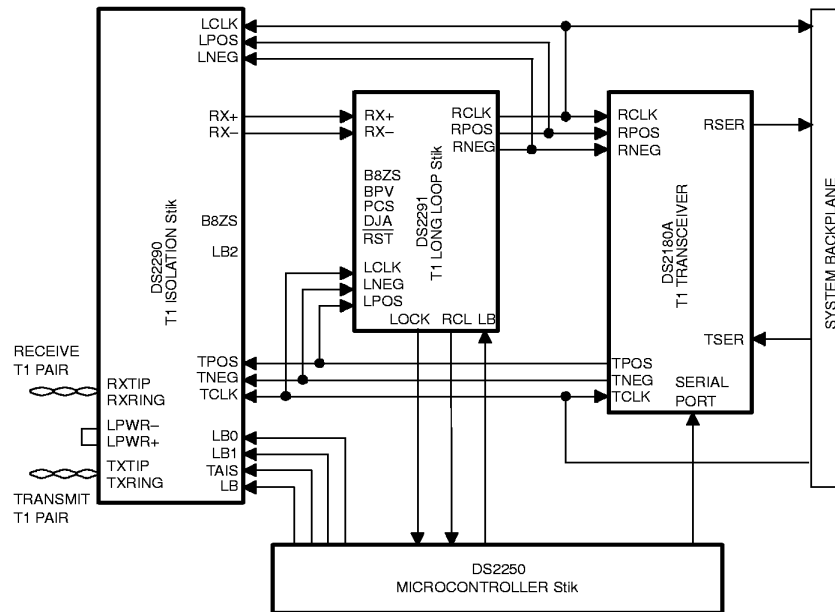 LCLK
LPOS
LNEG
RX+
RX–
B8ZS
LB2
DS2290
T1 ISOLATION Stik
TPOS
TNEG
TCLK
LB0
LB1
TAIS
LB
RECEIVE
T1 PAIR
RXTIP
RXRING
LPWR–
LPWR+
TXTIP
TXRING
TRANSMIT
T1 PAIR
RX+
RX–
B8ZS
BPV
PCS
DJA
RST
LCLK
LNEG
LPOS
DS2291
T1 LONG LOOP Stik
RCLK
RPOS
RNEG
LOCK RCL LB
RCLK
RPOS
RNEG
RSER
DS2180A
T1 TRANSCEIVER
TSER
TPOS
TNEG
TCLK
SERIAL
PORT
SYSTEM BACKPLANE
DS2250
MICROCONTROLLER Stik